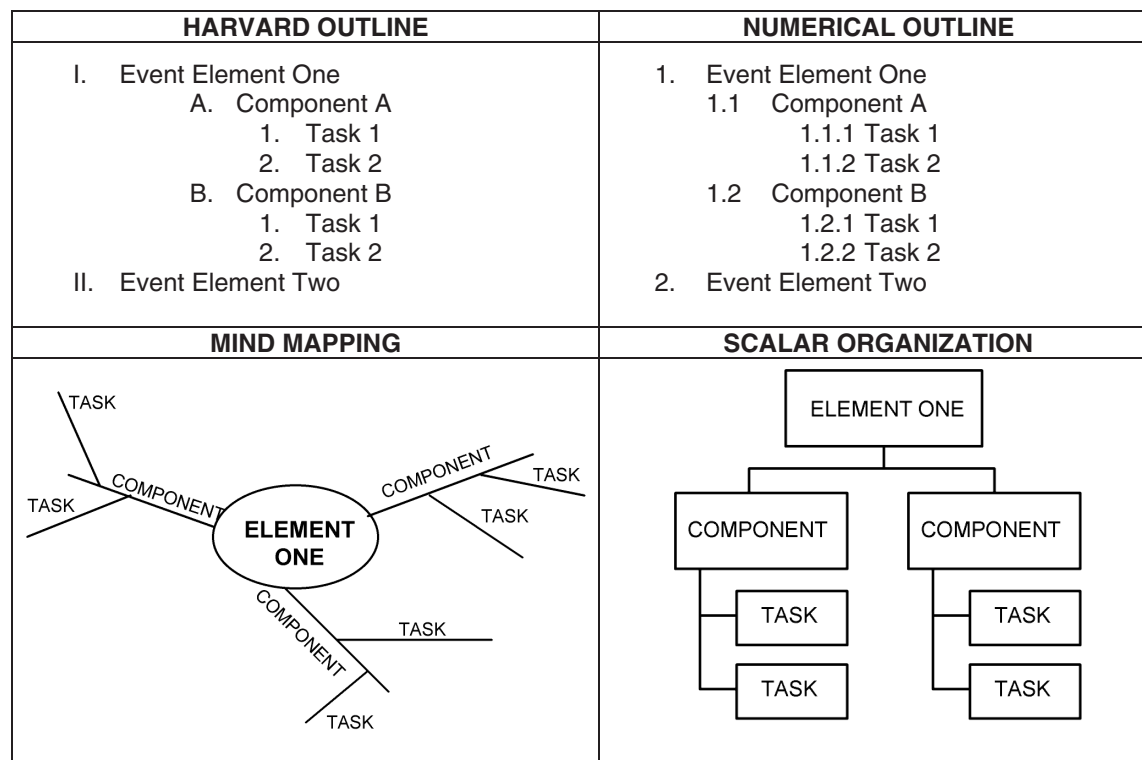 HARVARD OUTLINE
I. Event Element One
A. Component A
1. Task 1
2. Task 2
B. Component B
1. Task 1
2. Task 2
II. Event Element Two
NUMERICAL OUTLINE
1. Event Element One
1.1 Component A
1.1.1 Task 1
1.1.2 Task 2
1.2 Component B
1.2.1 Task 1
1.2.2 Task 2
2. Event Element Two
MIND MAPPING
TASK
COMPONENT
TASK
COMPONENT
TASK
TASK
ELEMENT
ONE
COMPONENT
TASK
TASK
SCALAR ORGANIZATION
ELEMENT ONE
COMPONENT
COMPONENT
TASK
TASK
TASK
TASK